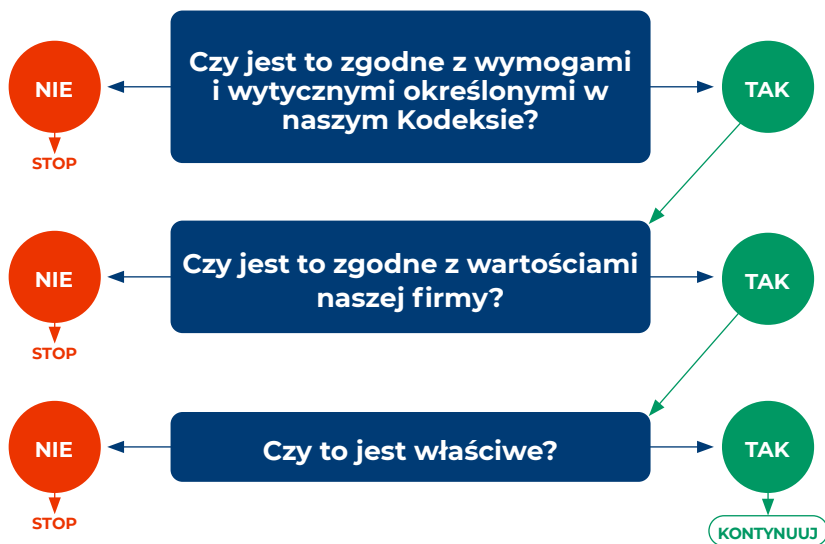 Czy jest to zgodne z wymogami
i wytycznymi określonymi w
naszym Kodeksie?
NIE
TAK
STOP
Czy jest to zgodne z wartościami
naszej firmy?
NIE
TAK
STOP
Czy to jest właściwe?
NIE
TAK
STOP
KONTYNUUJ